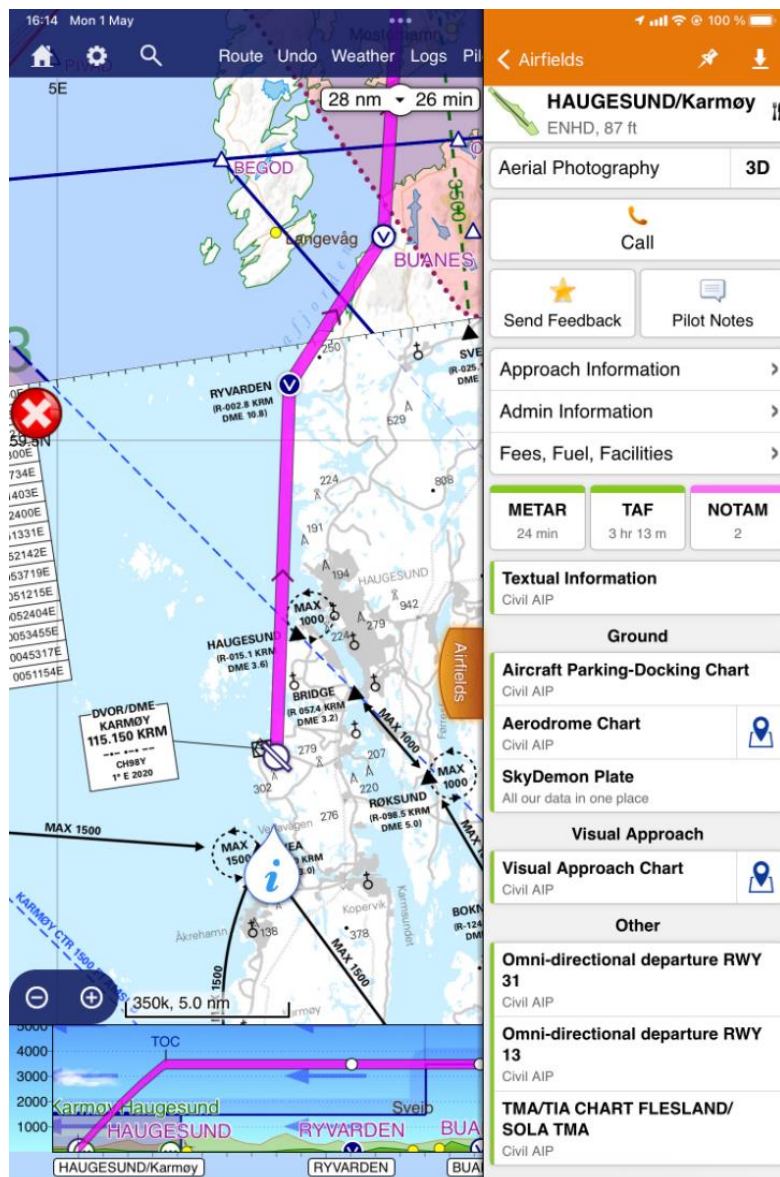 16:14 Mon 1 May
100 %
Route Undo Weather Logs
Airfields
5E
28 nm
26 min
HAUGESUND/Karmøy
ENHD, 87 ft
Aerial Photography
3D
Call
Send Feedback
Pilot Notes
Approach Information
Admin Information
Fees, Fuel, Facilities
METAR
24 min
TAF
3 hr 13 m
NOTAM
2
Textual Information
Civil AIP
Ground
Aircraft Parking-Docking Chart
Civil AIP
Aerodrome Chart
Civil AIP
SkyDemon Plate
All our data in one place
Visual Approach
Visual Approach Chart
Civil AIP
Other
Omni-directional departure RWY
31
Civil AIP
Omni-directional departure RWY
13
Civil AIP
TMA/TIA CHART FLESLAND/
SOLA TMA
Civil AIP
BEGOD
3500
Langevåg
BUANES
250
RYVARDEN
(R-002.8 KRM
DME 10.8)
529
224
808
191
194
HAUGESUND
942
MAX
1000
279
224
HAUGESUND
(R-015.1 KRM
DME 3.6)
BRIDGE
(R 057.4 KRM
DME 3.2)
MAX 1000
Airfields
DVOR/DME
KARMØY
115.150 KRM
CH98Y
1° E 2020
279
207
302
220
MAX
1000
RØKSUND
(R-098.5 KRM
DME 5.0)
276
MAX 1500
MAX
1500
Kopervik
Karmsundet
Åkrehamn
138
378
MAX 1500
350k, 5.0 nm
4000
3000
2000
1000
TOC
Karmøy
Haugesund
Sveio
HAUGESUND
RYVARDEN
HAUGESUND/Karmøy
RYVARDEN